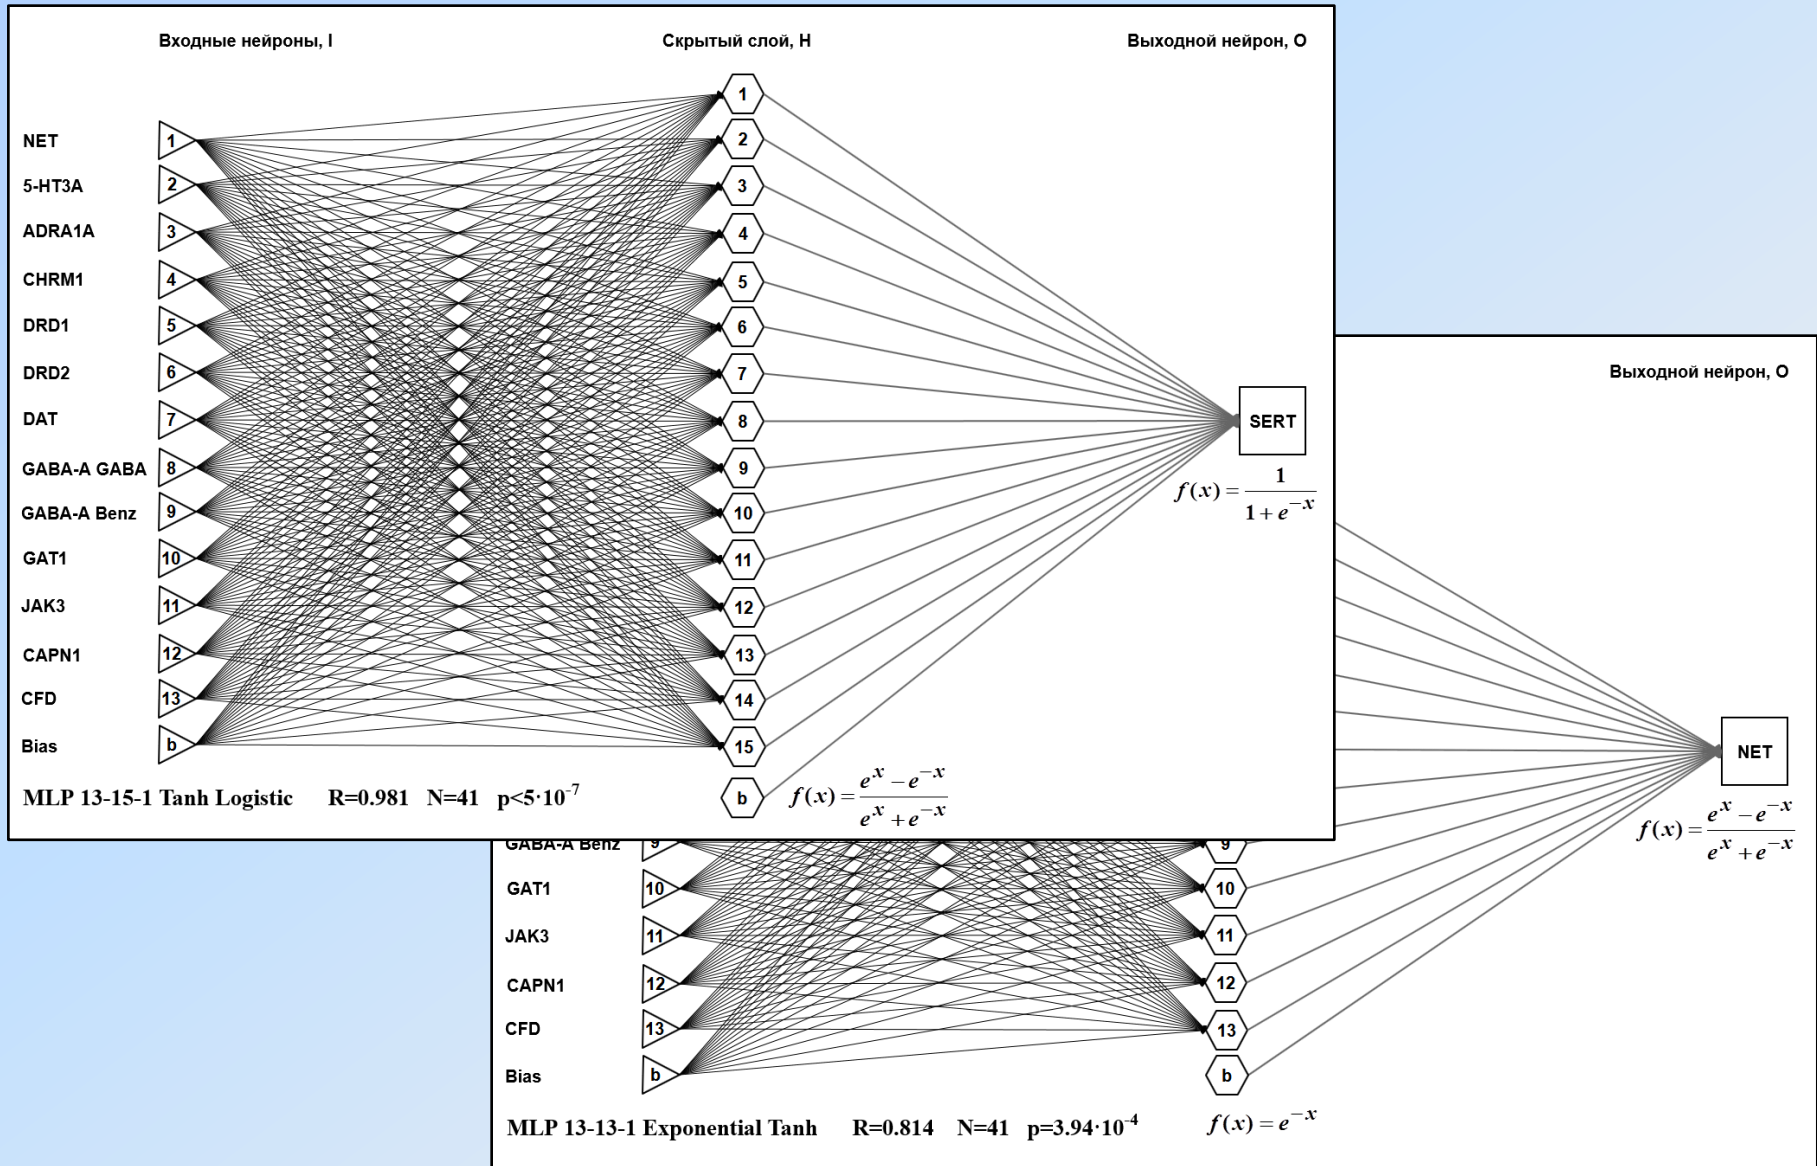 Входные нейроны, I
Скрытый слой, H
Выходной нейрон, O
1
NET 1 2
5-HT3A 2 3
ADRA1A 3 4
CHRM1 4 5
DRD1 5 6
DRD2 6 7
DAT 7 8
GABA-A GABA 8 9
GABA-A Benz 9 10
GAT1 10 11
JAK3 11 12
CAPN1 12 13
CFD 13 14
Bias b 15
b
SERT
f(x) = 1 / (1 + e^{-x})
MLP 13-15-1 Tanh Logistic R=0.981 N=41 p<5·10^{-7}
f(x) = (e^x − e^{-x}) / (e^x + e^{-x})
Выходной нейрон, O
NET
f(x) = (e^x − e^{-x}) / (e^x + e^{-x})
GABA-A Benz 9 9
GAT1 10 10
JAK3 11 11
CAPN1 12 12
CFD 13 13
Bias b b
MLP 13-13-1 Exponential Tanh R=0.814 N=41 p=3.94·10^{-4}
f(x) = e^{-x}